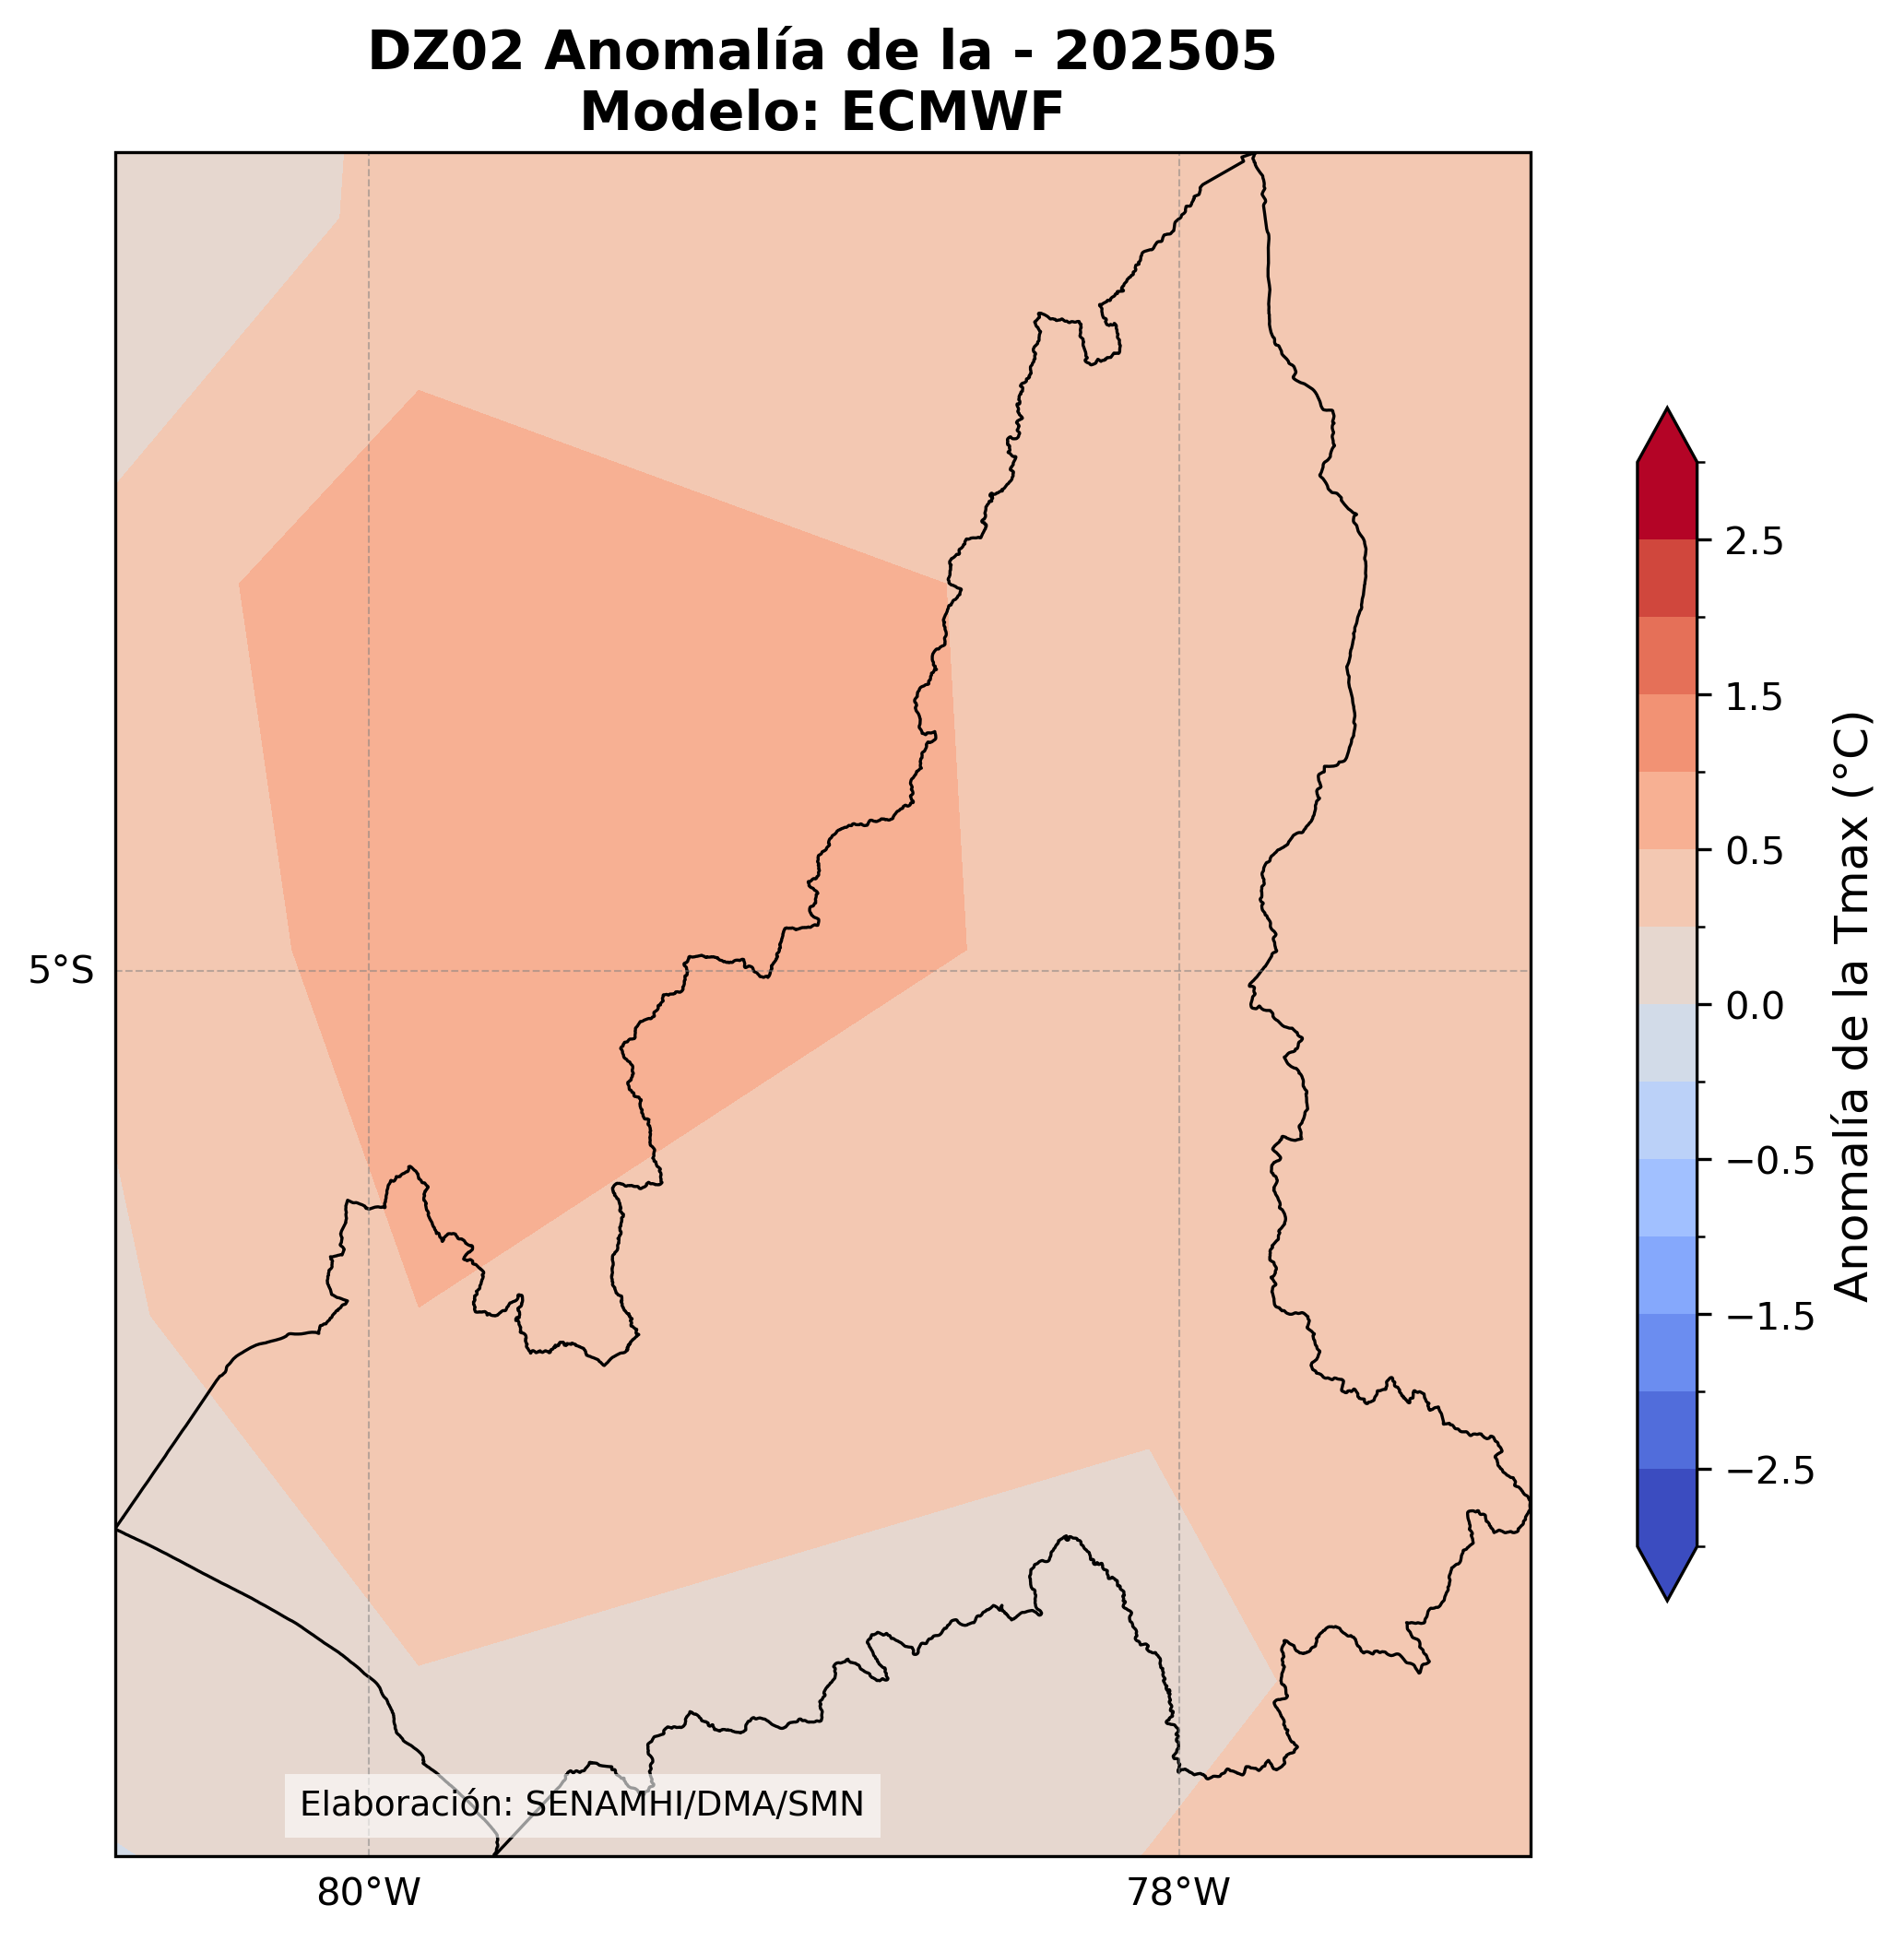 DZ02 Anomalía de la - 202505
Modelo: ECMWF
5°S
80°W
78°W
Elaboración: SENAMHI/DMA/SMN
2.5
1.5
0.5
0.0
−0.5
−1.5
−2.5
Anomalía de la Tmax (°C)